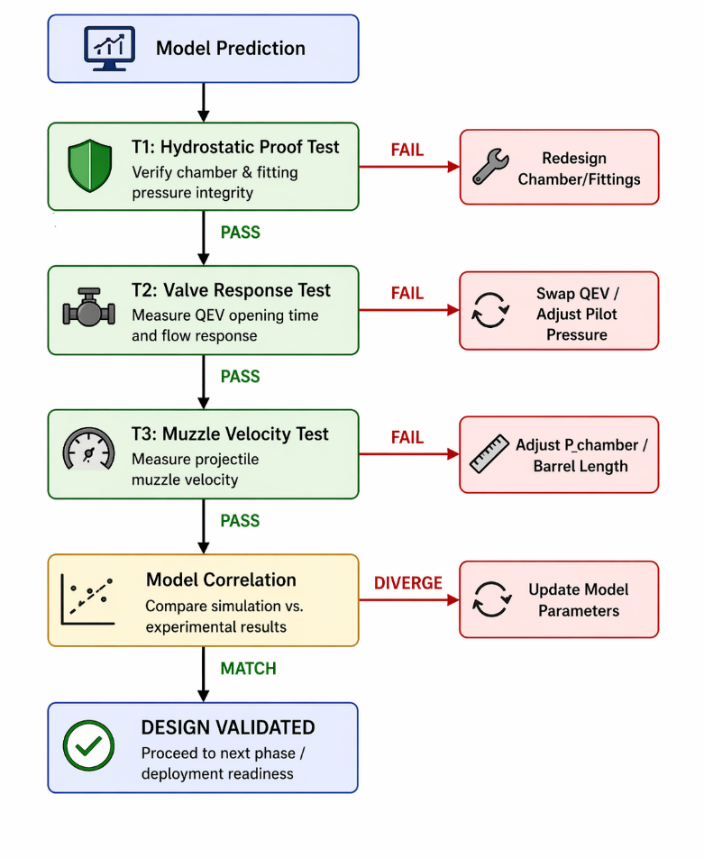 Model Prediction
T1: Hydrostatic Proof Test
Verify chamber & fitting
pressure integrity
FAIL
Redesign
Chamber/Fittings
PASS
T2: Valve Response Test
Measure QEV opening time
and flow response
FAIL
Swap QEV /
Adjust Pilot
Pressure
PASS
T3: Muzzle Velocity Test
Measure projectile
muzzle velocity
FAIL
Adjust P_chamber /
Barrel Length
PASS
Model Correlation
Compare simulation vs.
experimental results
DIVERGE
Update Model
Parameters
MATCH
DESIGN VALIDATED
Proceed to next phase /
deployment readiness